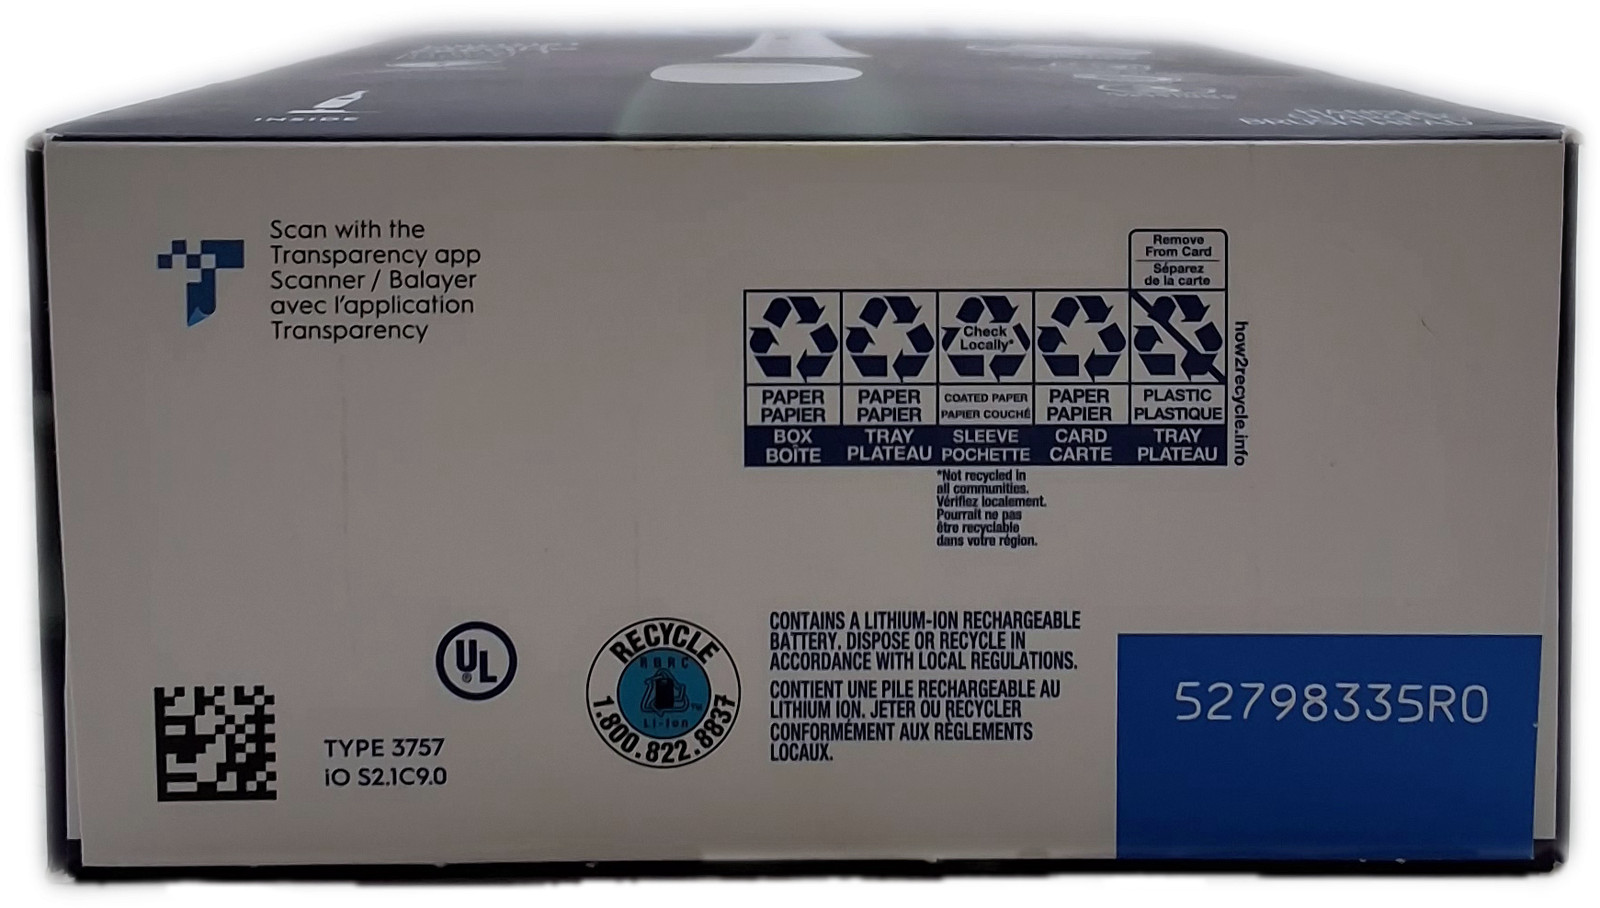 INSIDE
Scan with the
Transparency app
Scanner / Balayer
avec l'application
Transparency
Remove
From Card
Séparez
de la carte
Check
Locally*
PAPER
PAPIER
PAPER
PAPIER
COATED PAPER
PAPIER COUCHÉ
PAPER
PAPIER
PLASTIC
PLASTIQUE
BOX
BOÎTE
TRAY
PLATEAU
SLEEVE
POCHETTE
CARD
CARTE
TRAY
PLATEAU
how2recycle.info
*Not recycled in
all communities.
Vérifiez localement.
Pourrait ne pas
être recyclable
dans votre région.
UL
®
TYPE 3757
iO S2.1C9.0
RECYCLE
RBRC
Li-Ion
TM
1.800.822.8837
CONTAINS A LITHIUM-ION RECHARGEABLE
BATTERY. DISPOSE OR RECYCLE IN
ACCORDANCE WITH LOCAL REGULATIONS.
CONTIENT UNE PILE RECHARGEABLE AU
LITHIUM ION. JETER OU RECYCLER
CONFORMÉMENT AUX RÈGLEMENTS
LOCAUX.
52798335R0